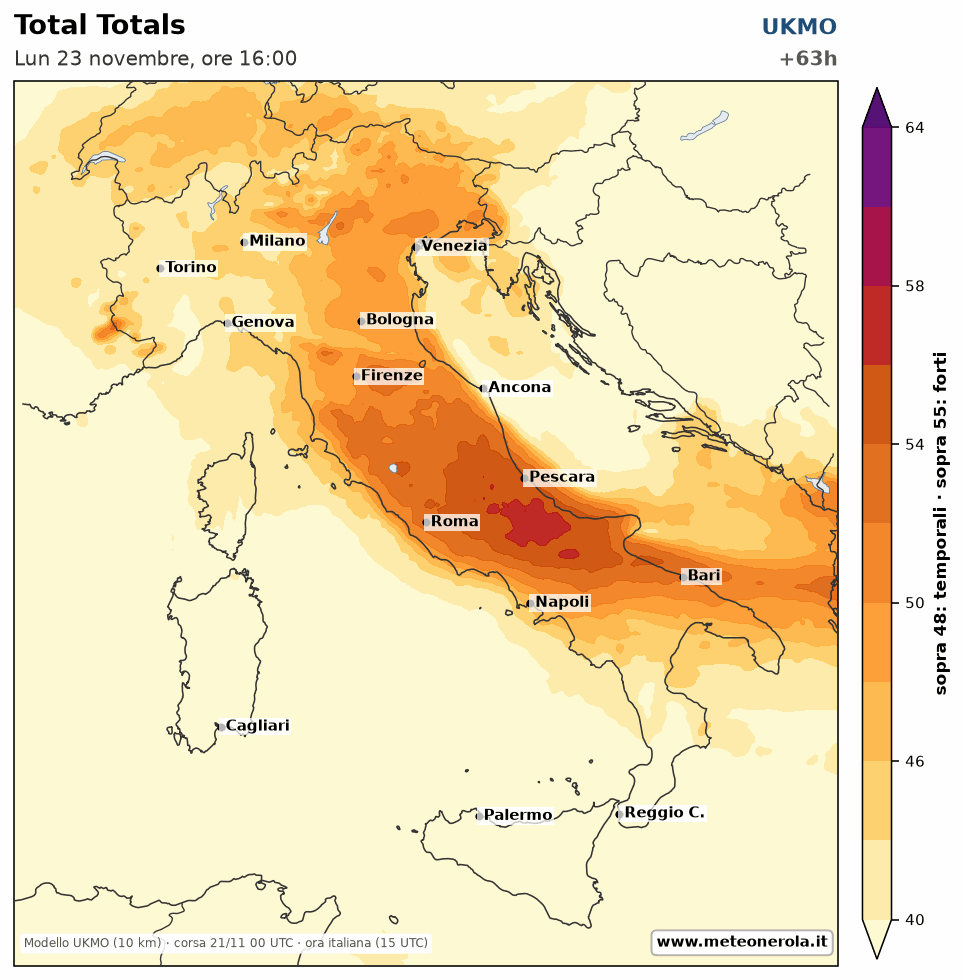 Total Totals
UKMO
Lun 23 novembre, ore 16:00
+63h
Milano
Venezia
Torino
Genova
Bologna
Firenze
Ancona
Pescara
Roma
Bari
Napoli
Cagliari
Palermo
Reggio C.
64
58
54
50
46
40
sopra 48: temporali · sopra 55: forti
Modello UKMO (10 km) · corsa 21/11 00 UTC · ora italiana (15 UTC)
www.meteonerola.it